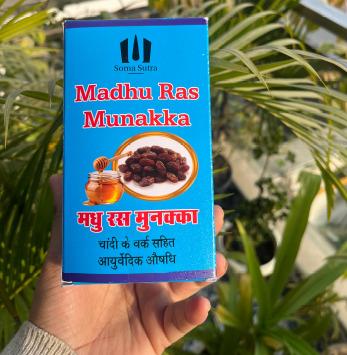 Soma Sutra
Madhu Ras
Munakka
मधु रस मुनक्का
चांदी के वर्क सहित
आयुर्वेदिक औषधि